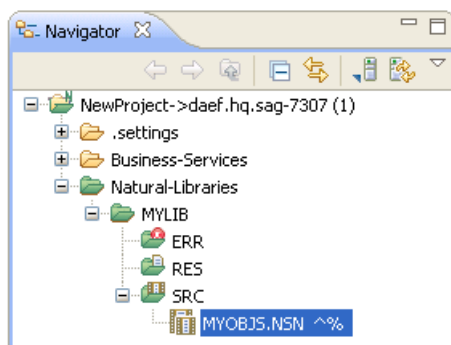 Navigator
NewProject->daef.hq.sag-7307 (1)
.settings
Business-Services
Natural-Libraries
MYLIB
ERR
RES
SRC
MYOBJS.NSN ^%